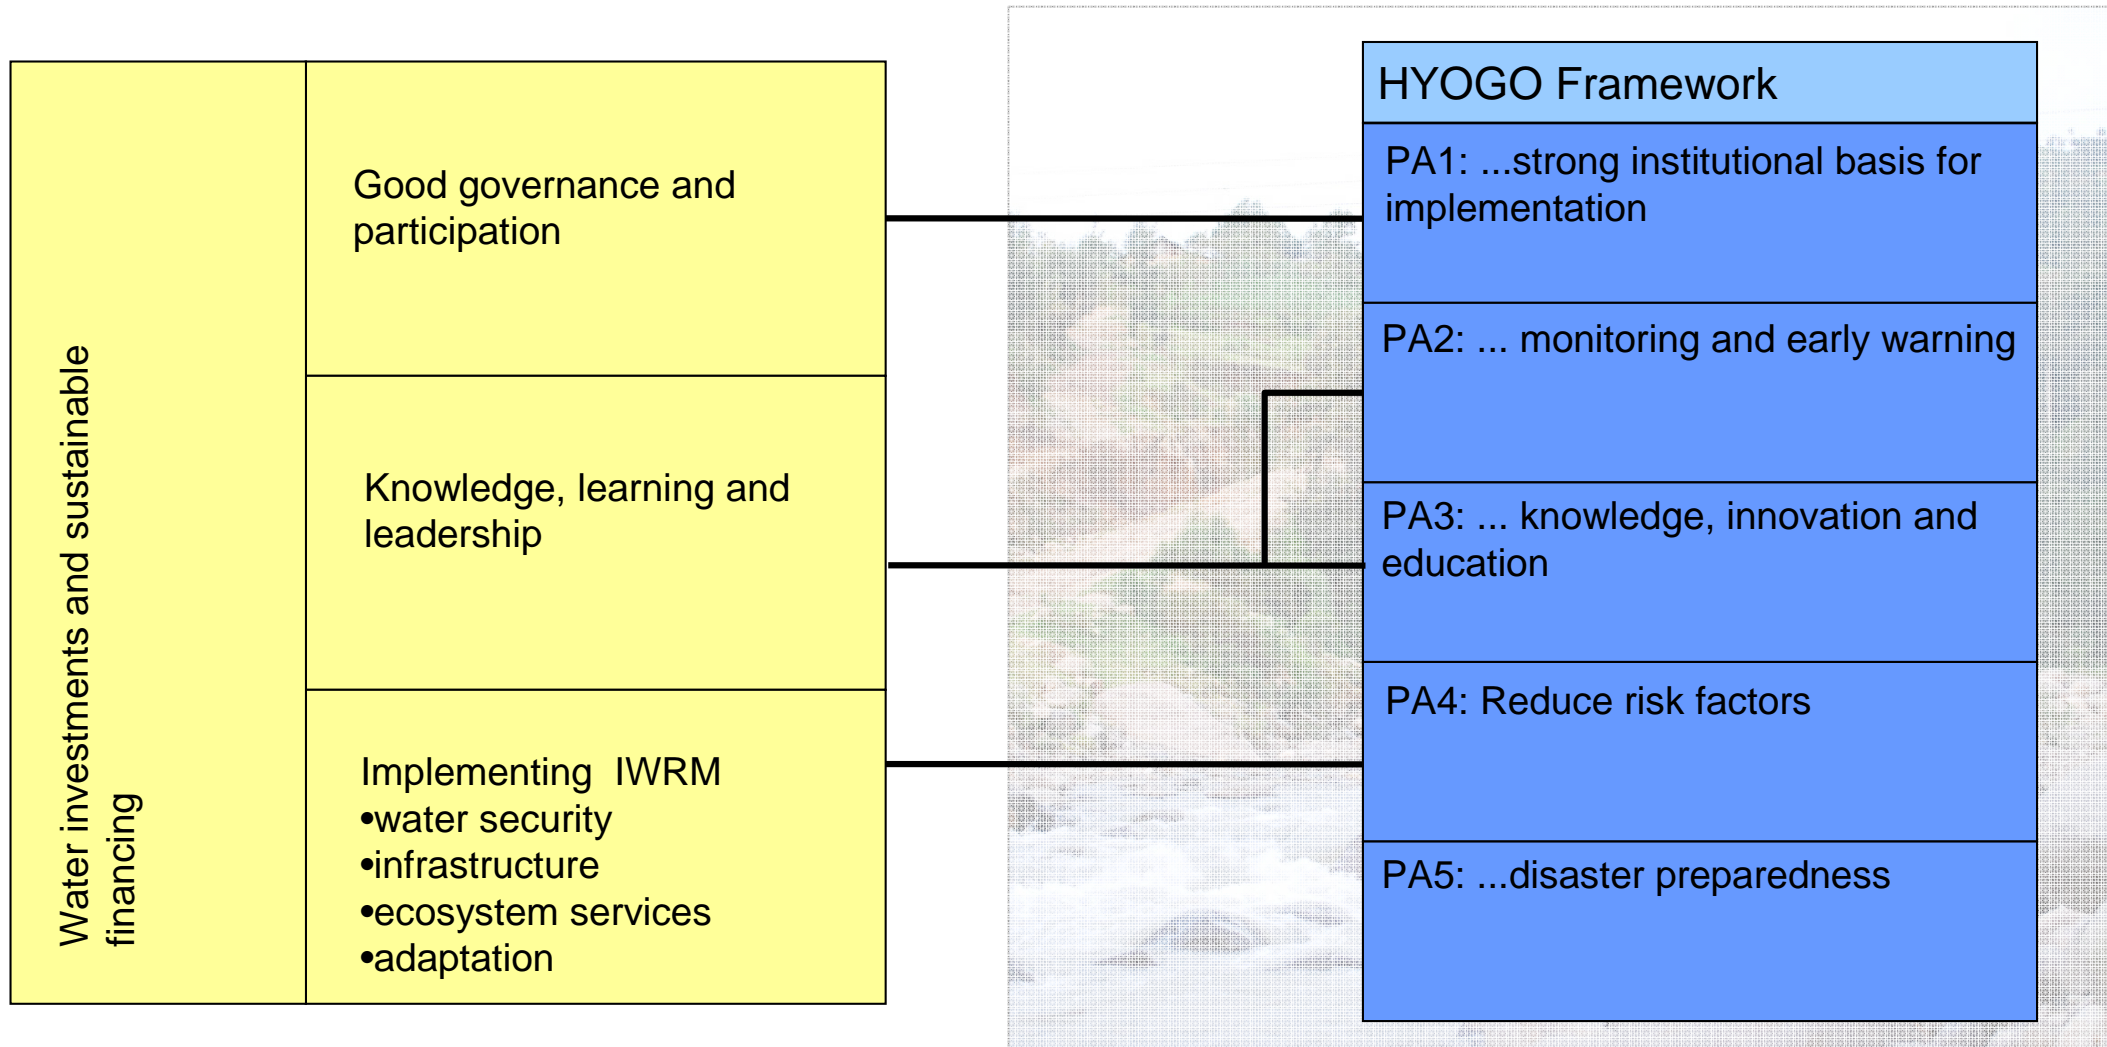 Water investments and sustainable
financing
Good governance and
participation
Knowledge, learning and
leadership
Implementing  IWRM
•water security
•infrastructure
•ecosystem services
•adaptation
HYOGO Framework
PA1: ...strong institutional basis for
implementation
PA2: ... monitoring and early warning
PA3: ... knowledge, innovation and
education
PA4: Reduce risk factors
PA5: ...disaster preparedness